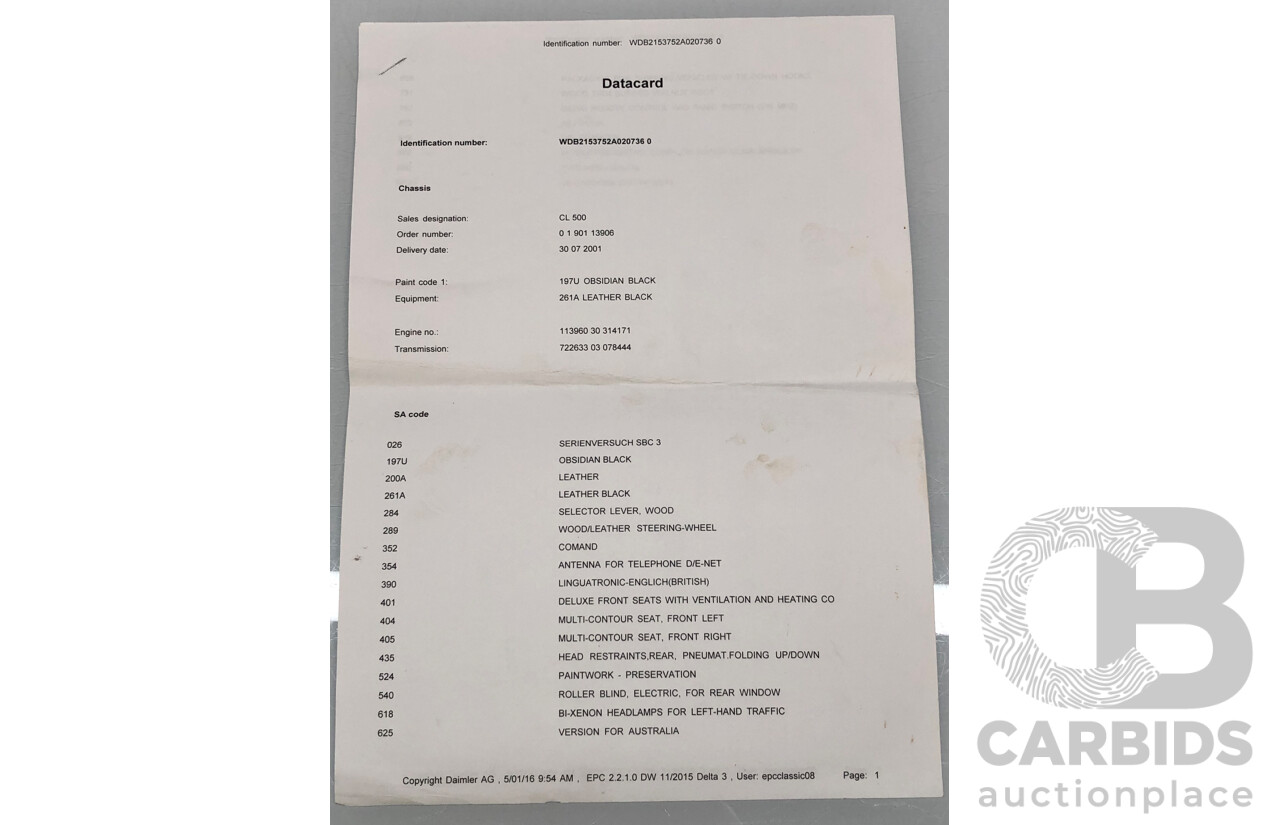 Identification number: WDB2153752A020736 0
Datacard
Identification number: WDB2153752A020736 0
Chassis
Sales designation: CL 500
Order number: 0 1 901 13906
Delivery date: 30 07 2001
Paint code 1: 197U OBSIDIAN BLACK
Equipment: 261A LEATHER BLACK
Engine no.: 113960 30 314171
Transmission: 722633 03 078444
SA code
026 SERIENVERSUCH SBC 3
197U OBSIDIAN BLACK
200A LEATHER
261A LEATHER BLACK
284 SELECTOR LEVER, WOOD
289 WOOD/LEATHER STEERING-WHEEL
352 COMAND
354 ANTENNA FOR TELEPHONE D/E-NET
390 LINGUATRONIC-ENGLICH(BRITISH)
401 DELUXE FRONT SEATS WITH VENTILATION AND HEATING CO
404 MULTI-CONTOUR SEAT, FRONT LEFT
405 MULTI-CONTOUR SEAT, FRONT RIGHT
435 HEAD RESTRAINTS,REAR, PNEUMAT.FOLDING UP/DOWN
524 PAINTWORK - PRESERVATION
540 ROLLER BLIND, ELECTRIC, FOR REAR WINDOW
618 BI-XENON HEADLAMPS FOR LEFT-HAND TRAFFIC
625 VERSION FOR AUSTRALIA
Copyright Daimler AG , 5/01/16 9:54 AM , EPC 2.2.1.0 DW 11/2015 Delta 3 , User: epcclassic08 Page: 1
CB
CARBIDS
auctionplace